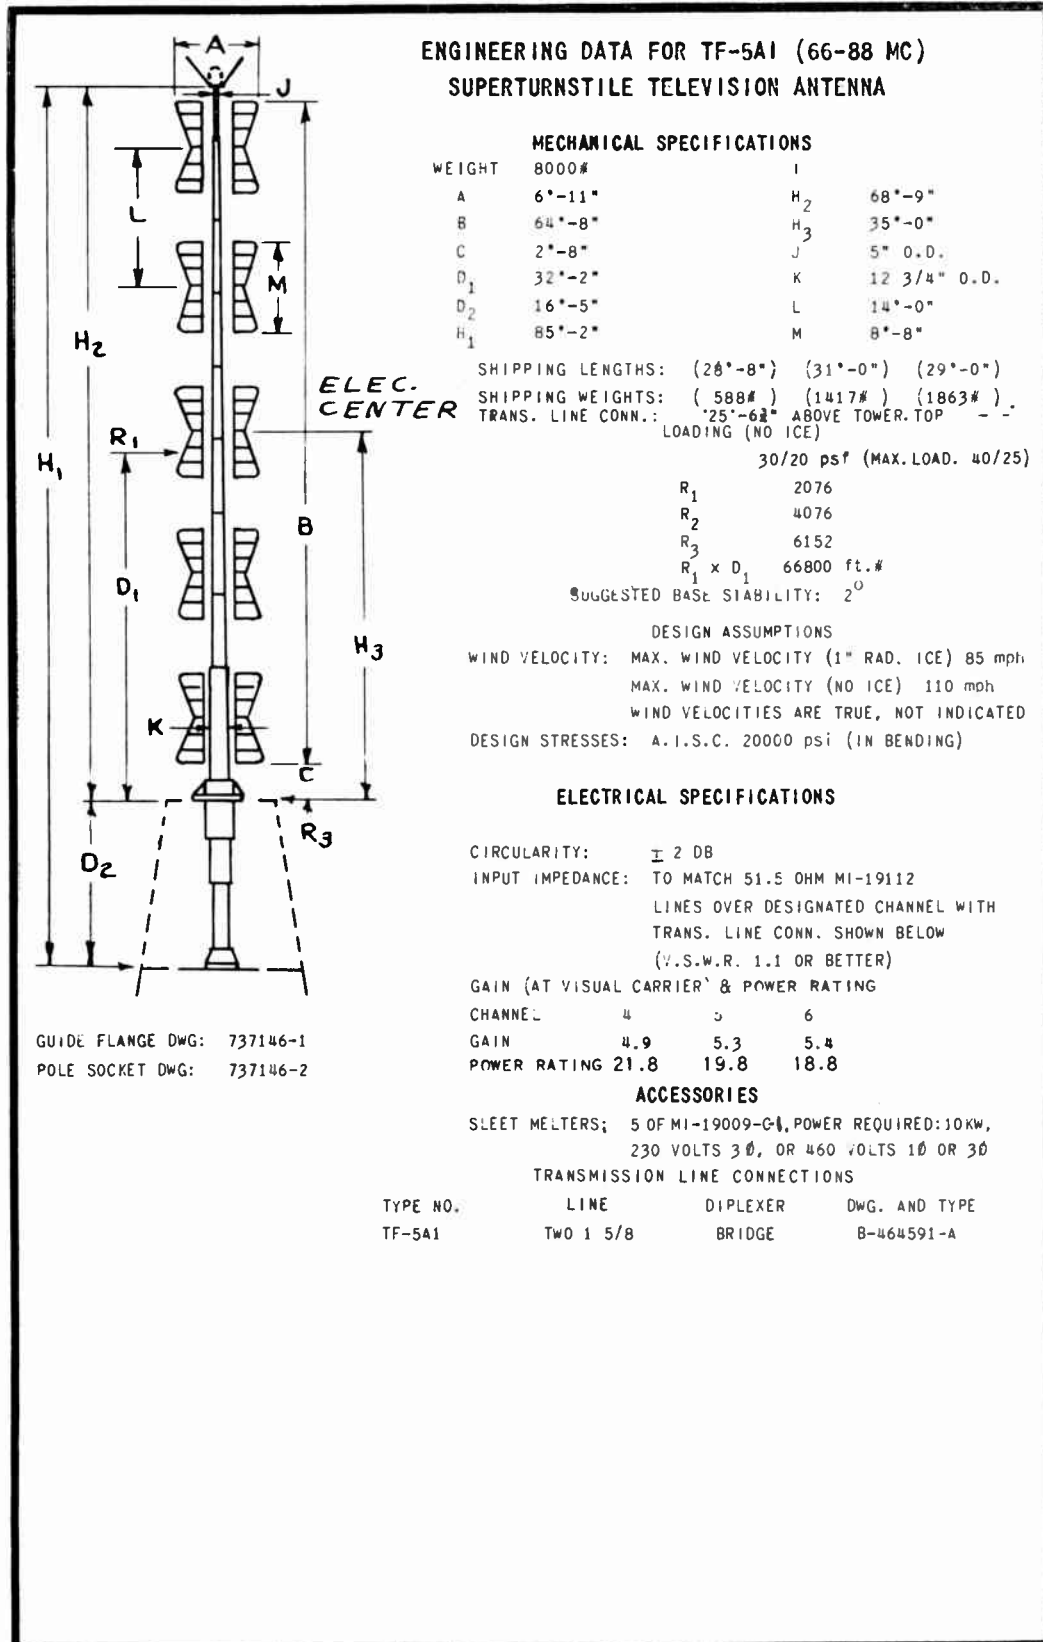 ENGINEERING DATA FOR TF-5A1 (66-88 MC)
SUPERTURNSTILE TELEVISION ANTENNA
MECHANICAL SPECIFICATIONS
WEIGHT 8000# I
A 6'-11" H2 68'-9"
B 64'-8" H3 35'-0"
C 2'-8" J 5" O.D.
D1 32'-2" K 12 3/4" O.D.
D2 16'-5" L 14'-0"
H1 85'-2" M 8'-8"
SHIPPING LENGTHS: (28'-8") (31'-0") (29'-0")
SHIPPING WEIGHTS: ( 588# ) (1417# ) (1863# )
TRANS. LINE CONN.: ABOVE TOWER.TOP - -
LOADING (NO ICE)
30/20 psf (MAX.LOAD. 40/25)
R1 2076
R2 4076
R3 6152
R1 x D1 66800 ft.#
SUGGESTED BASE STABILITY: 2°
DESIGN ASSUMPTIONS
WIND VELOCITY: MAX. WIND VELOCITY (1" RAD. ICE) 85 mph
MAX. WIND VELOCITY (NO ICE) 110 mph
WIND VELOCITIES ARE TRUE, NOT INDICATED
DESIGN STRESSES: A.I.S.C. 20000 psi (IN BENDING)
ELECTRICAL SPECIFICATIONS
CIRCULARITY: ± 2 DB
INPUT IMPEDANCE: TO MATCH 51.5 OHM MI-19112
LINES OVER DESIGNATED CHANNEL WITH
TRANS. LINE CONN. SHOWN BELOW
(V.S.W.R. 1.1 OR BETTER)
GAIN (AT VISUAL CARRIER) & POWER RATING
CHANNEL 4 5 6
GAIN 4.9 5.3 5.4
POWER RATING 21.8 19.8 18.8
ACCESSORIES
SLEET MELTERS; 5 OF POWER REQUIRED:10KW,
230 VOLTS 3Ø, OR 460 VOLTS 1Ø OR 3Ø
TRANSMISSION LINE CONNECTIONS
TYPE NO. LINE DIPLEXER DWG. AND TYPE
TF-5A1 TWO 1 5/8 BRIDGE B-464591-A
A
J
L
M
H2
ELEC.
CENTER
R1
H1
B
D1
H3
K
C
R3
D2
GUIDE FLANGE DWG: 737146-1
POLE SOCKET DWG: 737146-2